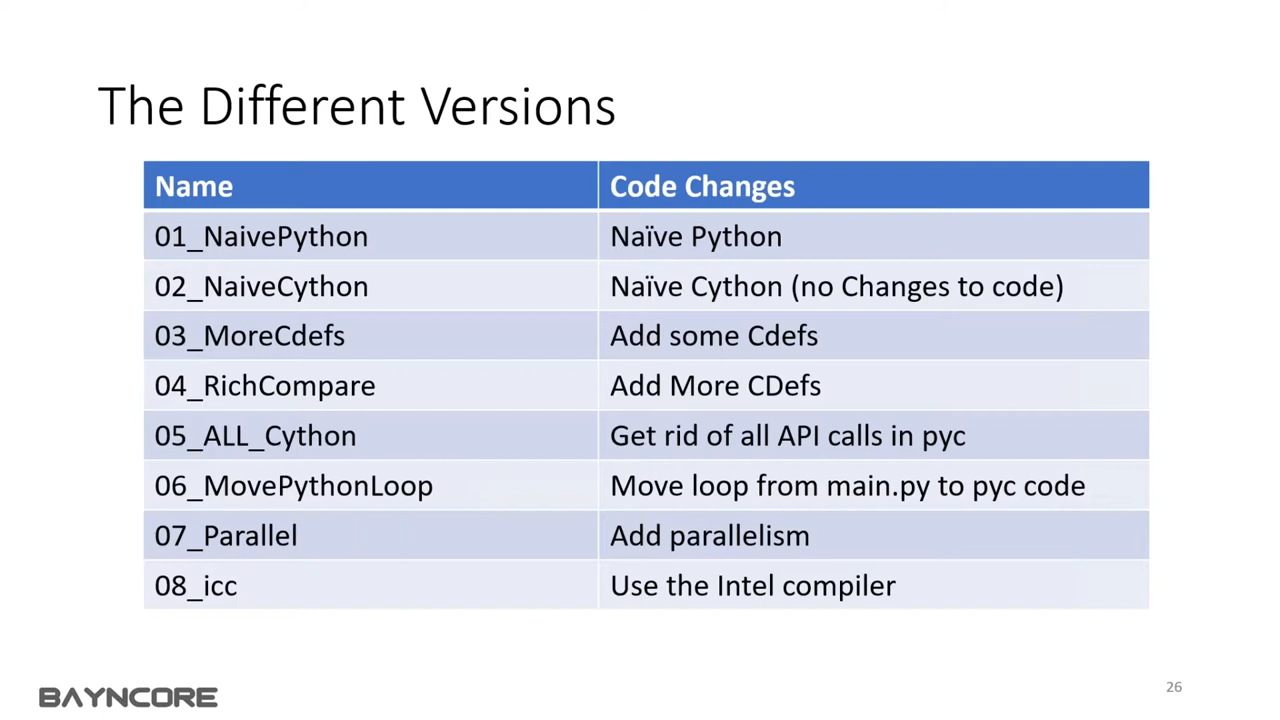 The Different Versions
Name Code Changes
01_NaivePython Naïve Python
02_NaiveCython Naïve Cython (no Changes to code)
03_MoreCdefs Add some Cdefs
04_RichCompare Add More CDefs
05_ALL_Cython Get rid of all API calls in pyc
06_MovePythonLoop Move loop from main.py to pyc code
07_Parallel Add parallelism
08_icc Use the Intel compiler
BAYNCORE 26